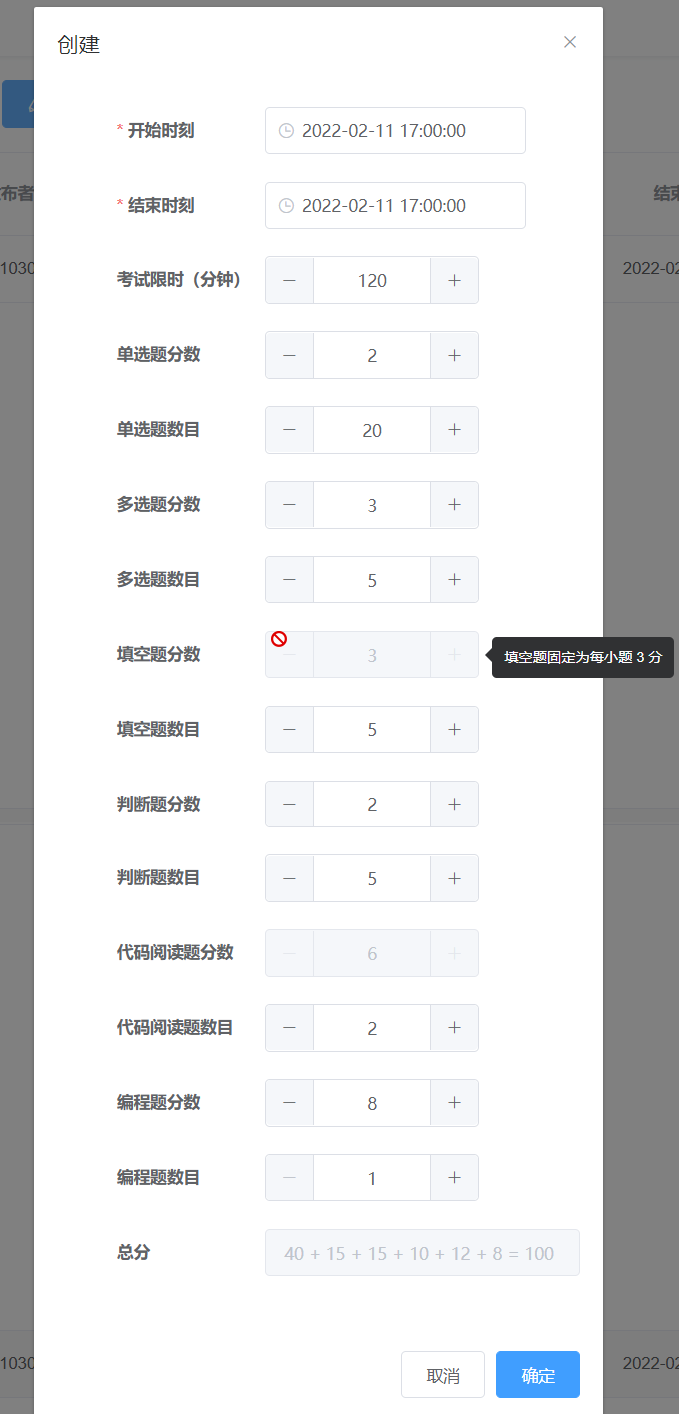 创建
* 开始时刻 2022-02-11 17:00:00
* 结束时刻 2022-02-11 17:00:00
考试限时（分钟） 120
单选题分数 2
单选题数目 20
多选题分数 3
多选题数目 5
填空题分数 3 填空题固定为每小题 3 分
填空题数目 5
判断题分数 2
判断题数目 5
代码阅读题分数 6
代码阅读题数目 2
编程题分数 8
编程题数目 1
总分 40 + 15 + 15 + 10 + 12 + 8 = 100
取消 确定
布者 结束
1030 2022-02
1030 2022-02